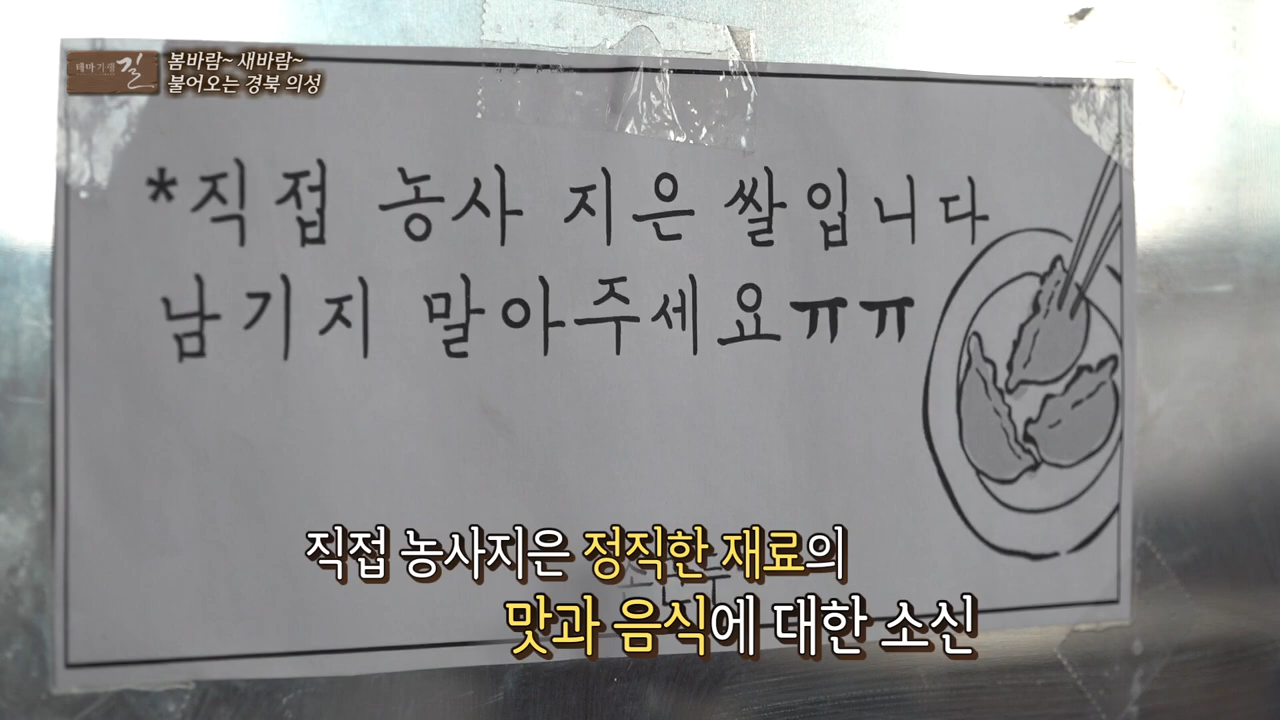 테마기행 길
봄바람~ 새바람~
불어오는 경북 의성
*직접 농사 지은 쌀입니다
남기지 말아주세요ㅠㅠ
직접 농사지은 정직한 재료의
맛과 음식에 대한 소신